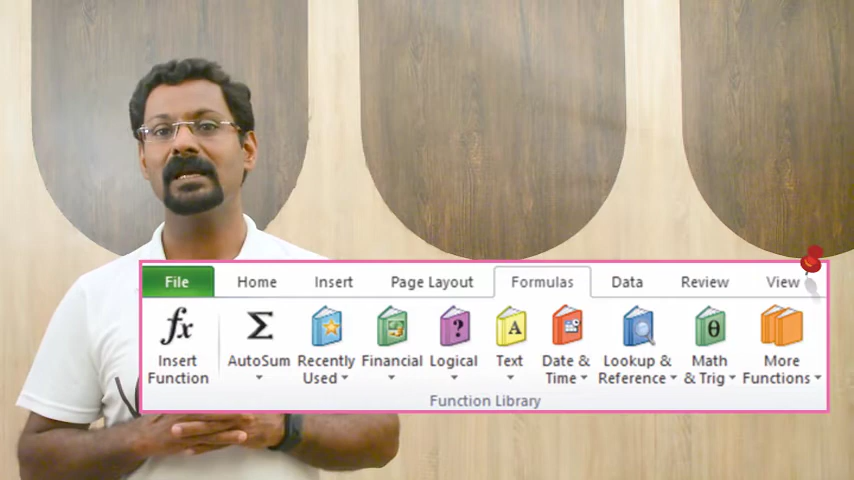 File Home Insert Page Layout Formulas Data Review View
fx Σ ? A θ
Insert Function
AutoSum
Recently Used
Financial
Logical
Text
Date & Time
Lookup & Reference
Math & Trig
More Functions
Function Library